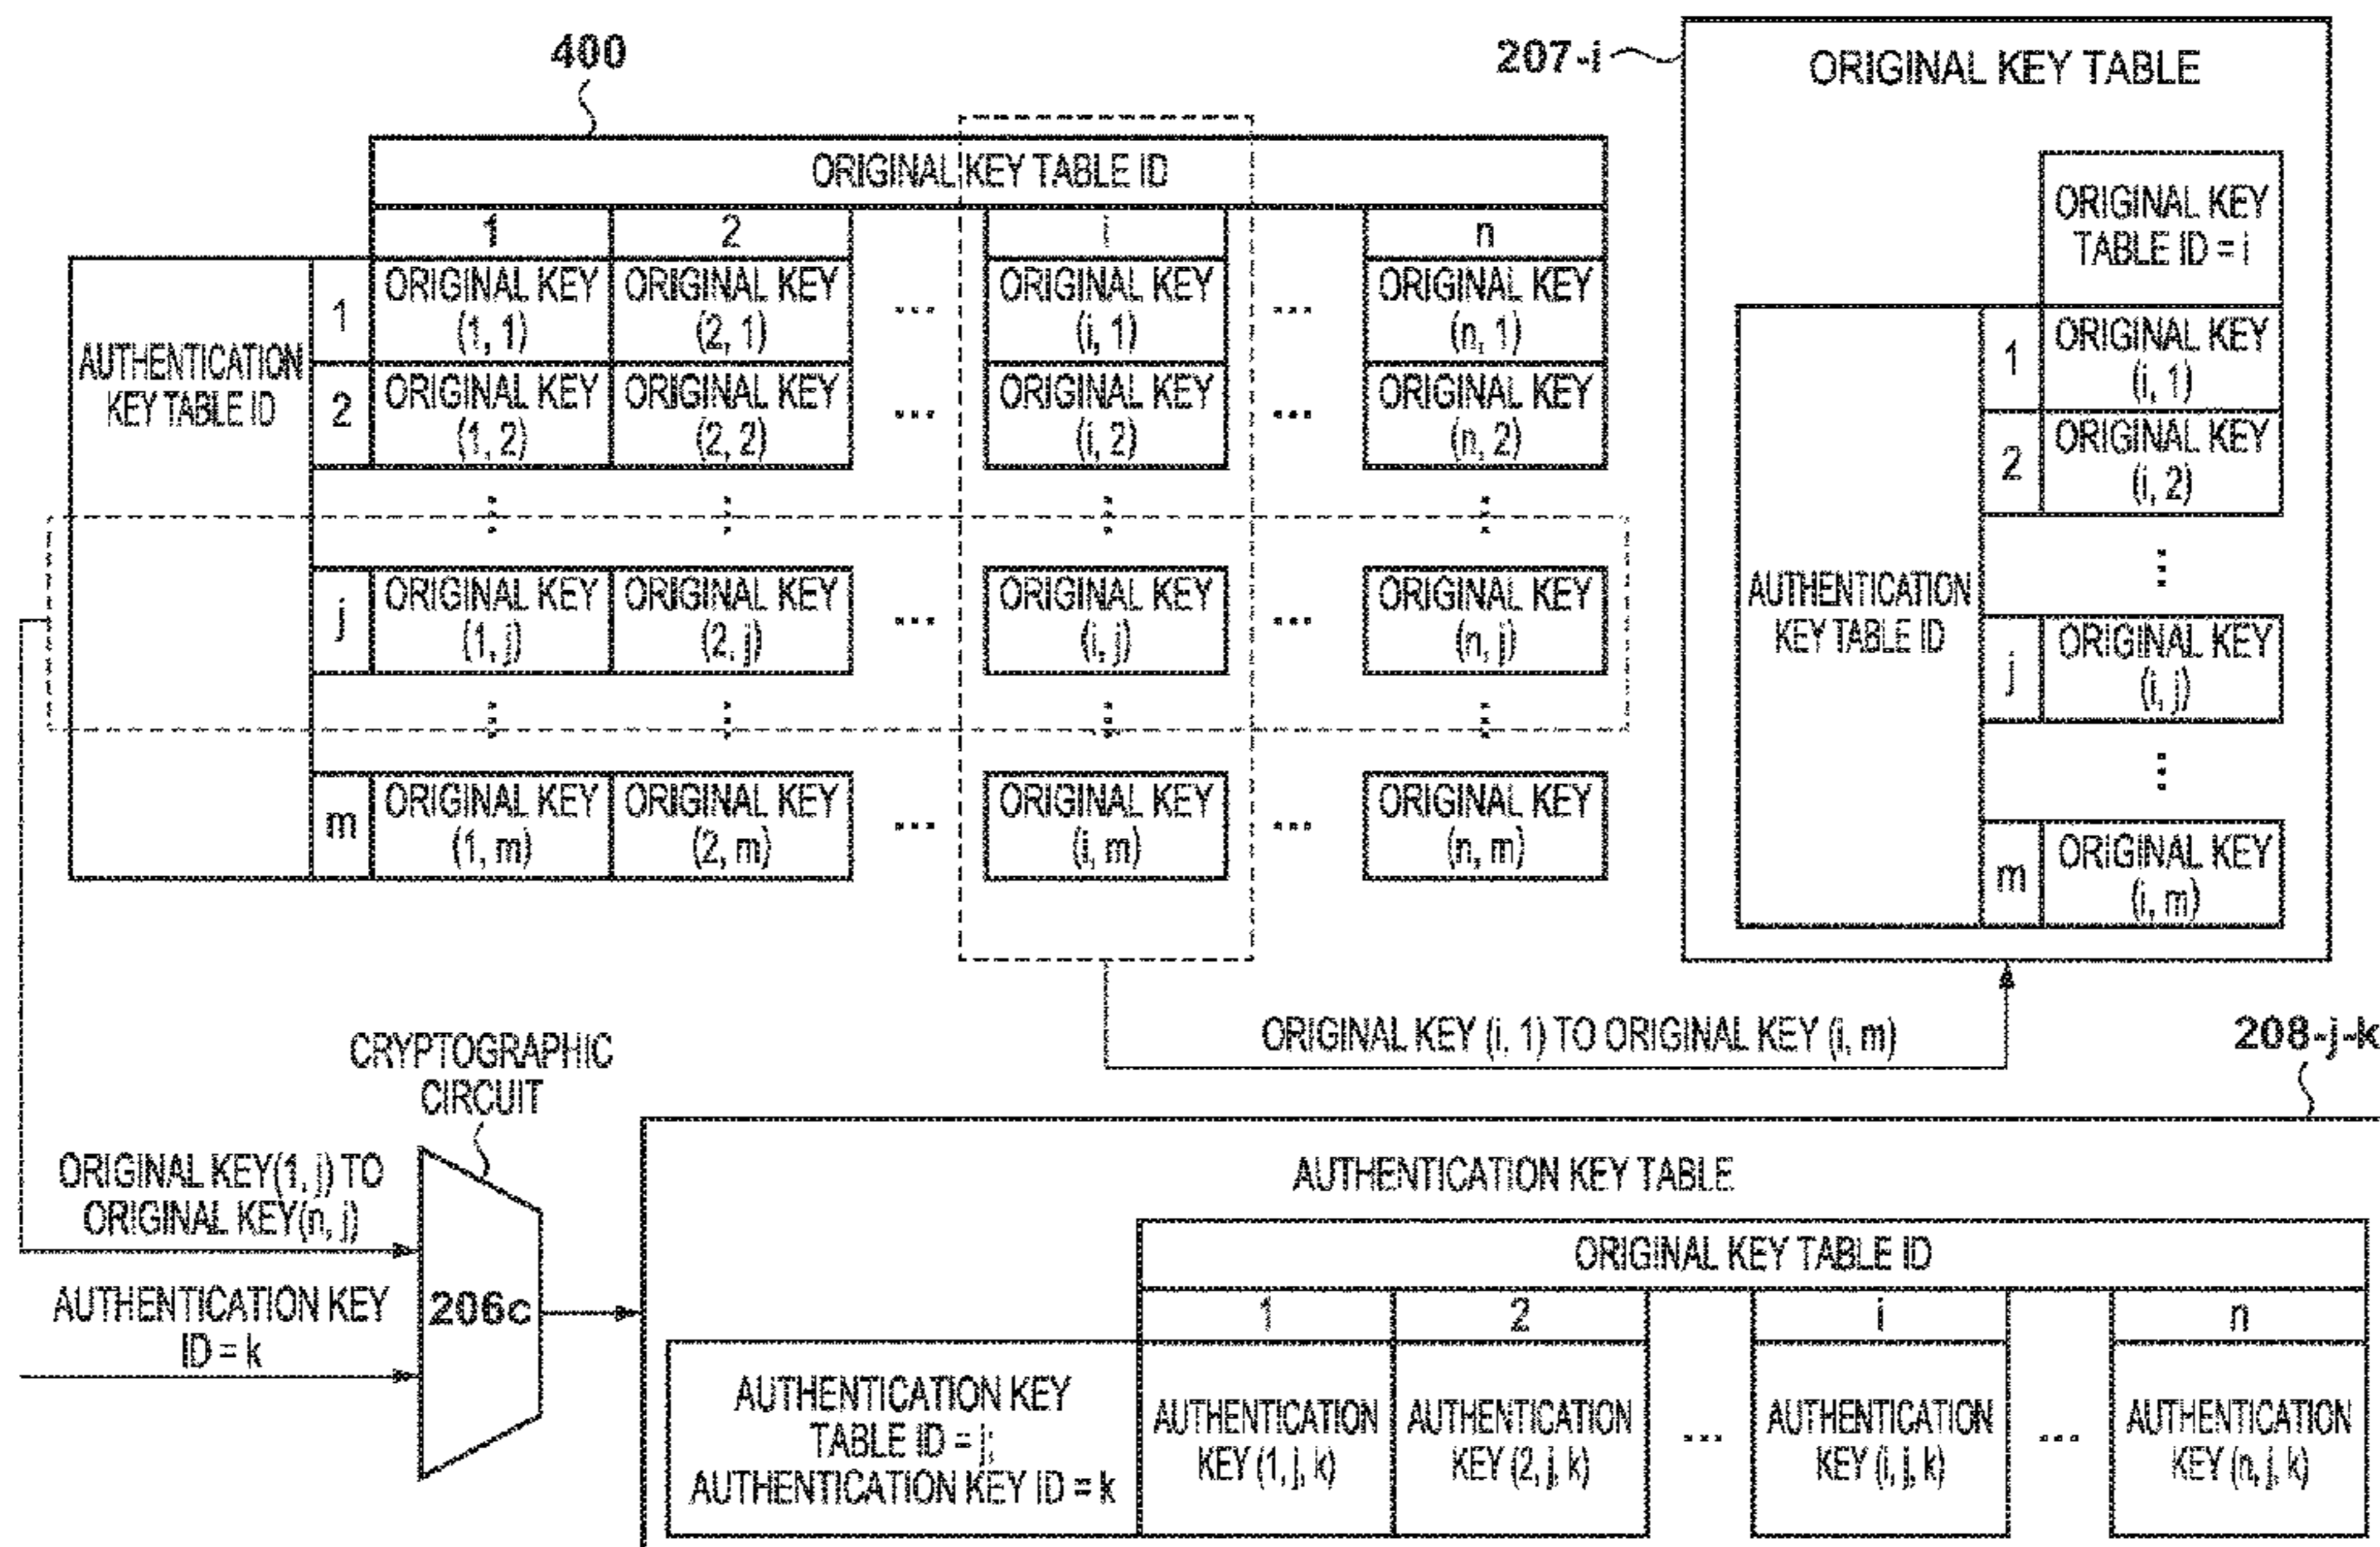 400
ORIGINAL KEY TABLE ID
1 2 i n
AUTHENTICATION
KEY TABLE ID
1 ORIGINAL KEY (1, 1) ORIGINAL KEY (2, 1) ... ORIGINAL KEY (i, 1) ... ORIGINAL KEY (n, 1)
2 ORIGINAL KEY (1, 2) ORIGINAL KEY (2, 2) ... ORIGINAL KEY (i, 2) ... ORIGINAL KEY (n, 2)
j ORIGINAL KEY (1, j) ORIGINAL KEY (2, j) ... ORIGINAL KEY (i, j) ... ORIGINAL KEY (n, j)
m ORIGINAL KEY (1, m) ORIGINAL KEY (2, m) ... ORIGINAL KEY (i, m) ... ORIGINAL KEY (n, m)
207-i
ORIGINAL KEY TABLE
ORIGINAL KEY
TABLE ID = i
AUTHENTICATION
KEY TABLE ID
1 ORIGINAL KEY (i, 1)
2 ORIGINAL KEY (i, 2)
j ORIGINAL KEY (i, j)
m ORIGINAL KEY (i, m)
ORIGINAL KEY (i, 1) TO ORIGINAL KEY (i, m)
CRYPTOGRAPHIC
CIRCUIT
ORIGINAL KEY(1, j) TO
ORIGINAL KEY(n, j)
AUTHENTICATION KEY
ID = k
206c
208-j-k
AUTHENTICATION KEY TABLE
ORIGINAL KEY TABLE ID
1 2 i n
AUTHENTICATION KEY
TABLE ID = j;
AUTHENTICATION KEY ID = k
AUTHENTICATION
KEY (1, j, k)
AUTHENTICATION
KEY (2, j, k)
...
AUTHENTICATION
KEY (i, j, k)
...
AUTHENTICATION
KEY (n, j, k)